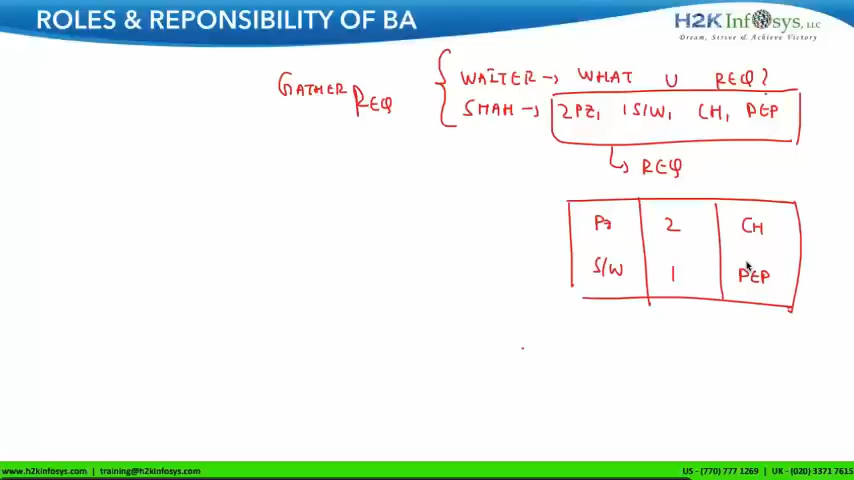 ROLES & REPONSIBILITY OF BA
H2K Infosys, LLC
Dream, Strive & Achieve Victory
GATHER REQ
WAITER → WHAT U REQ?
SHAH → 2PZ, 1S/W, CH, PEP
REQ
PZ 2 CH
S/W 1 PEP
www.h2kinfosys.com | training@h2kinfosys.com
US - (770) 777 1269 | UK - (020) 3371 7615